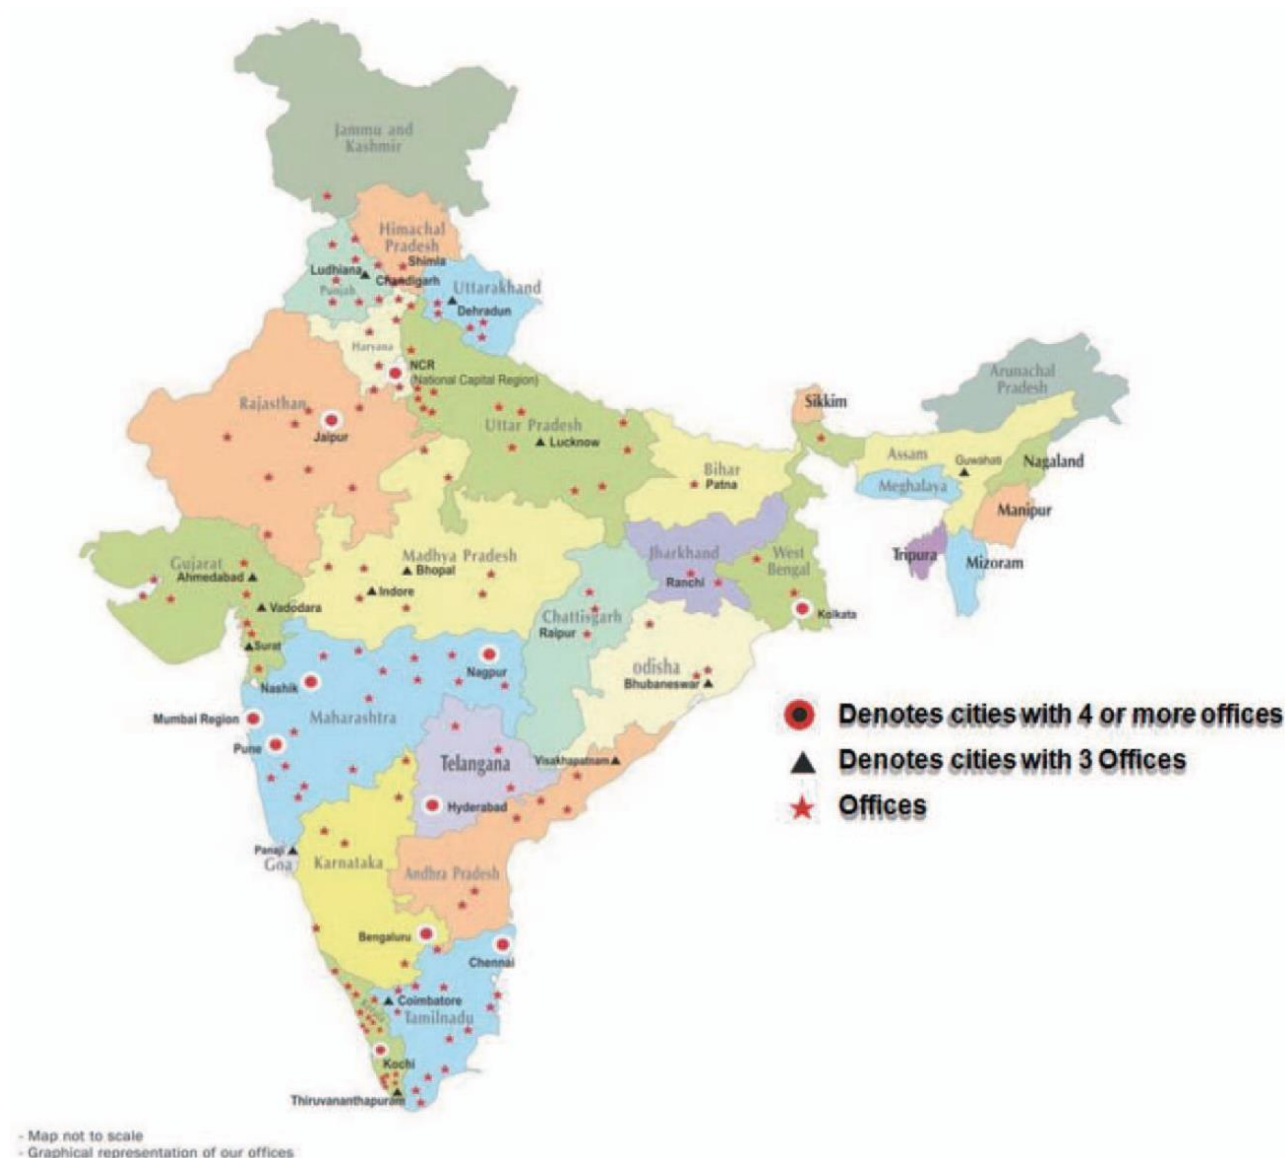 Jammu and
Kashmir
Himachal
Pradesh
Shimla
Ludhiana
Chandigarh
Punjab
Uttarakhand
Dehradun
Haryana
NCR
(National Capital Region)
Rajasthan
Jaipur
Uttar Pradesh
Lucknow
Sikkim
Arunachal
Pradesh
Assam
Guwahati
Nagaland
Meghalaya
Manipur
Tripura
Mizoram
Bihar
Patna
Gujarat
Ahmedabad
Vadodara
Surat
Madhya Pradesh
Bhopal
Indore
Jharkhand
Ranchi
West
Bengal
Kolkata
Chattisgarh
Raipur
odisha
Bhubaneswar
Nagpur
Nashik
Mumbai Region
Maharashtra
Pune
Telangana
Visakhapatnam
Hyderabad
Denotes cities with 4 or more offices
Denotes cities with 3 Offices
Offices
Panaji
Goa
Karnataka
Andhra Pradesh
Bengaluru
Chennai
Coimbatore
Tamilnadu
Kochi
Thiruvananthapuram
- Map not to scale
- Graphical representation of our offices